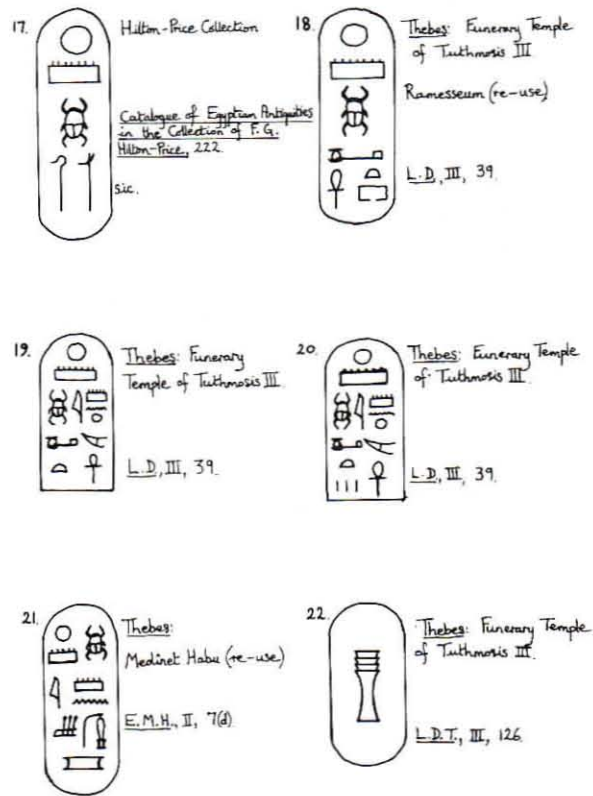 17.
Hilton-Price Collection
Catalogue of Egyptian Antiquities
in the Collection of F. G.
Hilton-Price, 222.
sic.
18.
Thebes: Funerary Temple
of Tuthmosis III
Ramesseum (re-use)
L.D, III, 39.
19.
Thebes: Funerary
Temple of Tuthmosis III.
L.D, III, 39.
20.
Thebes: Funerary Temple
of Tuthmosis III.
L.D, III, 39.
21.
Thebes:
Medinet Habu (re-use)
E.M.H., II, 7(d).
22.
Thebes: Funerary Temple
of Tuthmosis III.
L.D.T., III, 126.